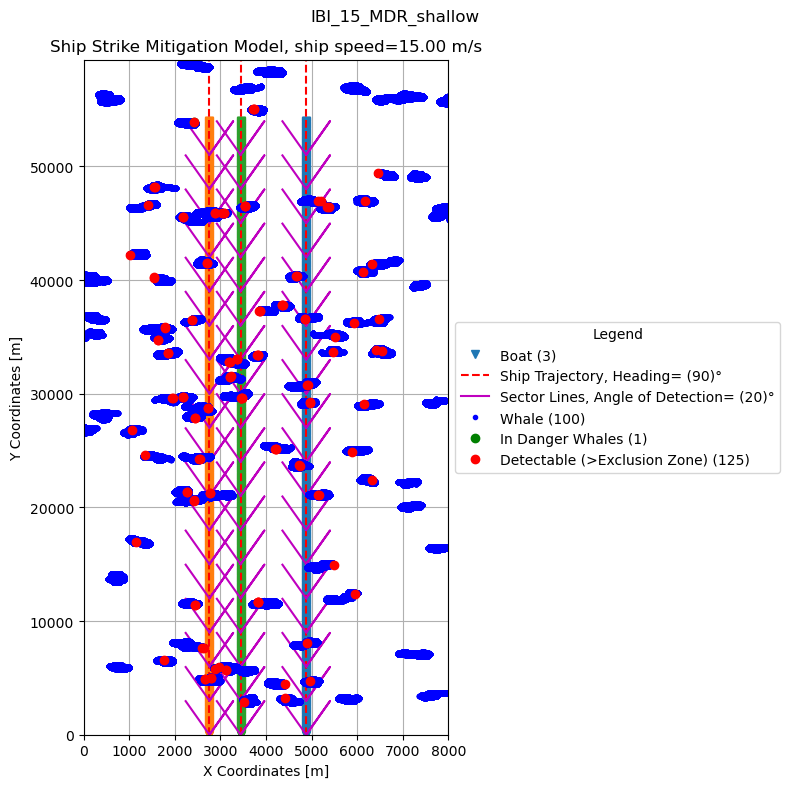 IBI_15_MDR_shallow
Ship Strike Mitigation Model, ship speed=15.00 m/s
Y Coordinates [m]
50000
40000
30000
20000
10000
0
0 1000 2000 3000 4000 5000 6000 7000 8000
X Coordinates [m]
Legend
Boat (3)
Ship Trajectory, Heading= (90)°
Sector Lines, Angle of Detection= (20)°
Whale (100)
In Danger Whales (1)
Detectable (>Exclusion Zone) (125)